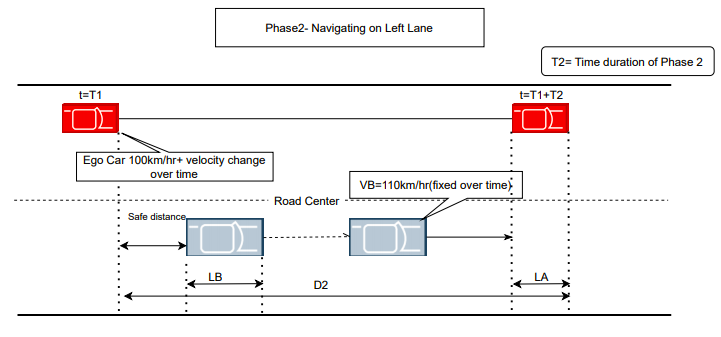 Phase2- Navigating on Left Lane
T2= Time duration of Phase 2
t=T1
t=T1+T2
Ego Car 100km/hr+ velocity change
over time
VB=110km/hr(fixed over time)
Road Center
Safe distance
LB
LA
D2